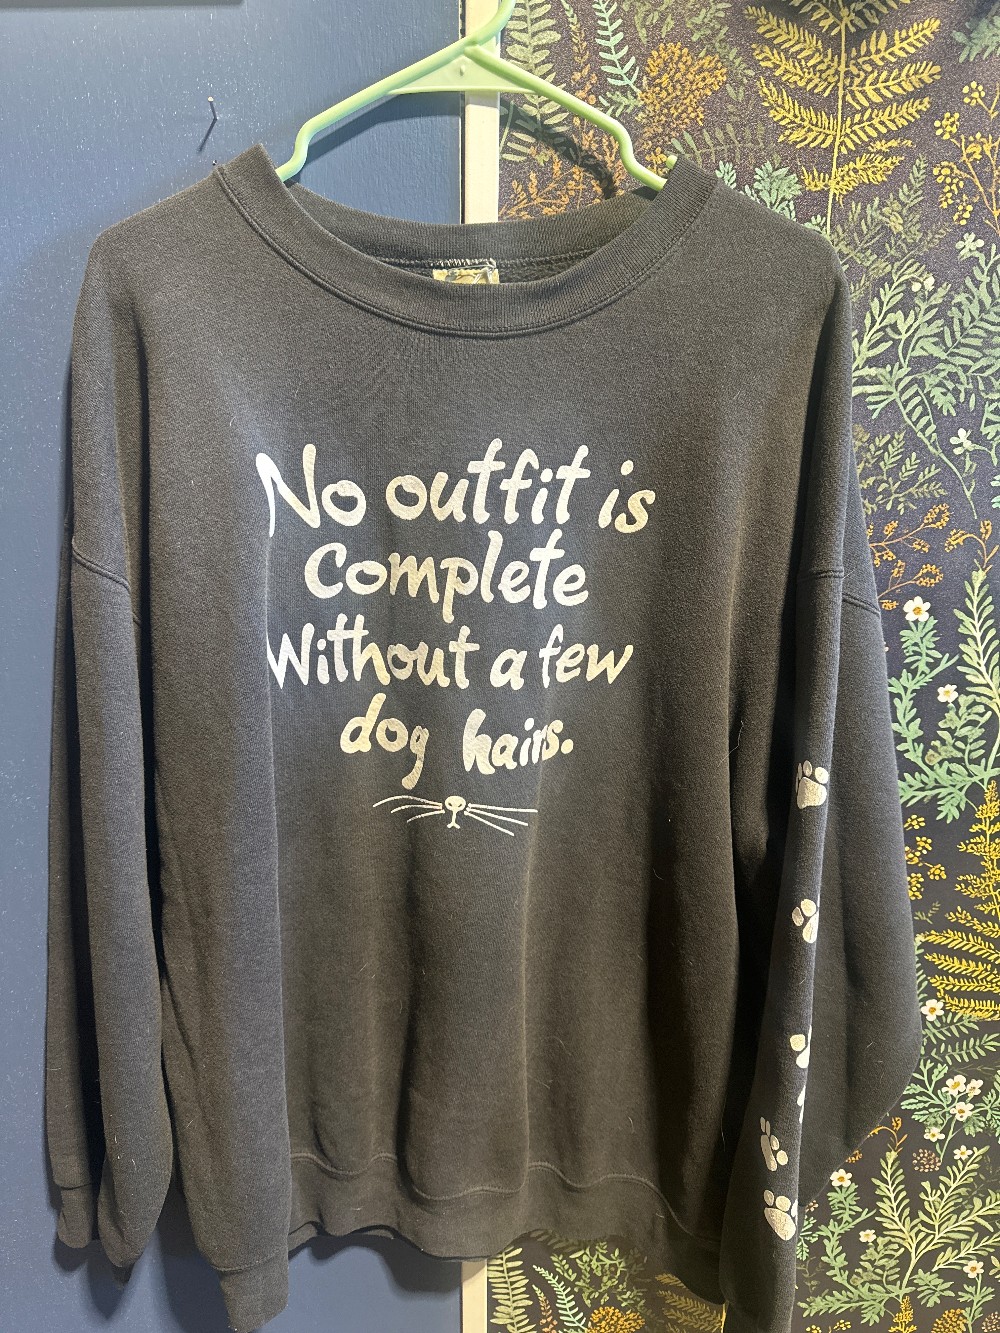 No outfit is
Complete
Without a few
dog hairs.